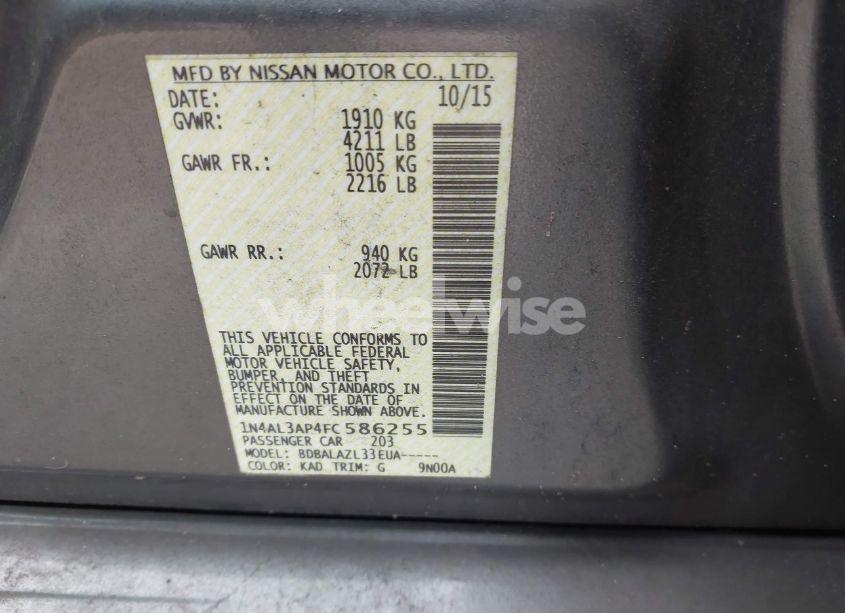 MFD BY NISSAN MOTOR CO., LTD.
DATE: 10/15
GVWR: 1910 KG
4211 LB
GAWR FR.: 1005 KG
2216 LB
GAWR RR.: 940 KG
2072 LB
wheelwise
THIS VEHICLE CONFORMS TO
ALL APPLICABLE FEDERAL
MOTOR VEHICLE SAFETY,
BUMPER, AND THEFT
PREVENTION STANDARDS IN
EFFECT ON THE DATE OF
MANUFACTURE SHOWN ABOVE.
1N4AL3AP4FC586255
PASSENGER CAR 203
MODEL: BDBALAZL33EUA-----
COLOR: KAD TRIM: G 9N00A